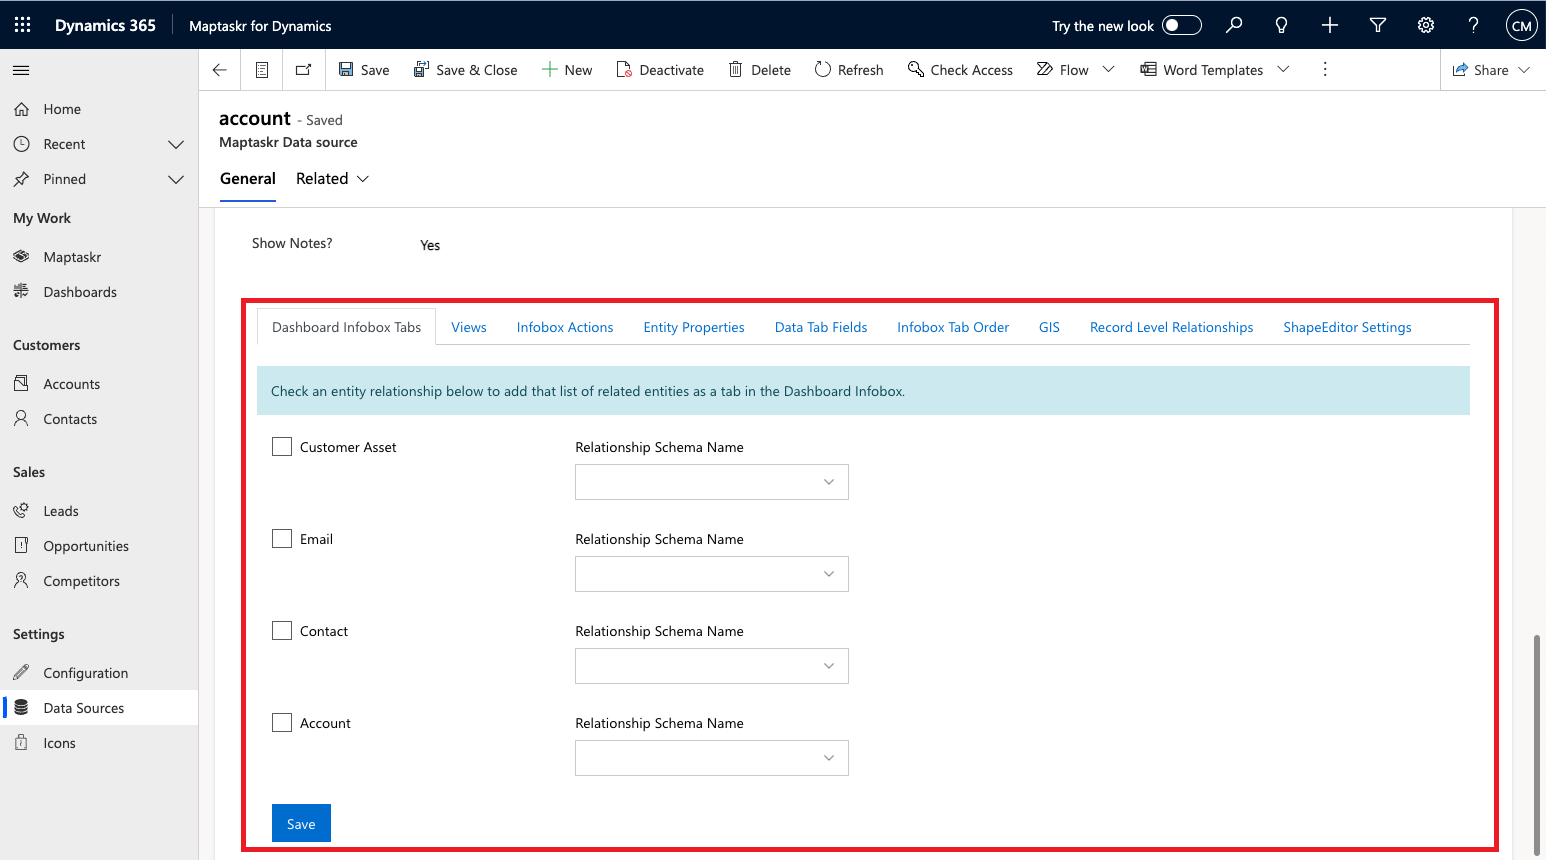 Dynamics 365 Maptaskr for Dynamics Try the new look CM
Save Save & Close New Deactivate Delete Refresh Check Access Flow Word Templates Share
Home
Recent
Pinned
My Work
Maptaskr
Dashboards
Customers
Accounts
Contacts
Sales
Leads
Opportunities
Competitors
Settings
Configuration
Data Sources
Icons
account - Saved
Maptaskr Data source
General Related
Show Notes? Yes
Dashboard Infobox Tabs Views Infobox Actions Entity Properties Data Tab Fields Infobox Tab Order GIS Record Level Relationships ShapeEditor Settings
Check an entity relationship below to add that list of related entities as a tab in the Dashboard Infobox.
Customer Asset Relationship Schema Name
Email Relationship Schema Name
Contact Relationship Schema Name
Account Relationship Schema Name
Save